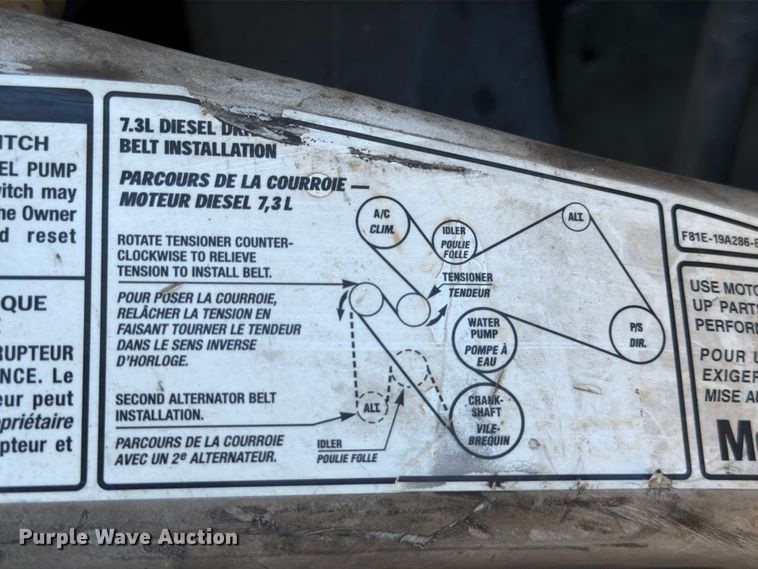 ITCH
EL PUMP
witch may
he Owner
d reset
QUE
RUPTEUR
NCE. Le
eur peut
opriétaire
upteur et
7.3L DIESEL
BELT INSTALLATION
PARCOURS DE LA COURROIE —
MOTEUR DIESEL 7,3 L
ROTATE TENSIONER COUNTER-
CLOCKWISE TO RELIEVE
TENSION TO INSTALL BELT.
POUR POSER LA COURROIE,
RELÂCHER LA TENSION EN
FAISANT TOURNER LE TENDEUR
DANS LE SENS INVERSE
D'HORLOGE.
SECOND ALTERNATOR BELT
INSTALLATION.
PARCOURS DE LA COURROIE
AVEC UN 2e ALTERNATEUR.
A/C
CLIM.
IDLER
POULIE
FOLLE
ALT.
TENSIONER
TENDEUR
WATER
PUMP
POMPE À
EAU
P/S
DIR.
CRANK-
SHAFT
VILE-
BREQUIN
ALT.
IDLER
POULIE FOLLE
F81E-19A286-
USE MOTO
UP PARTS
PERFORM
POUR U
EXIGER
MISE A
Mo
Purple Wave Auction